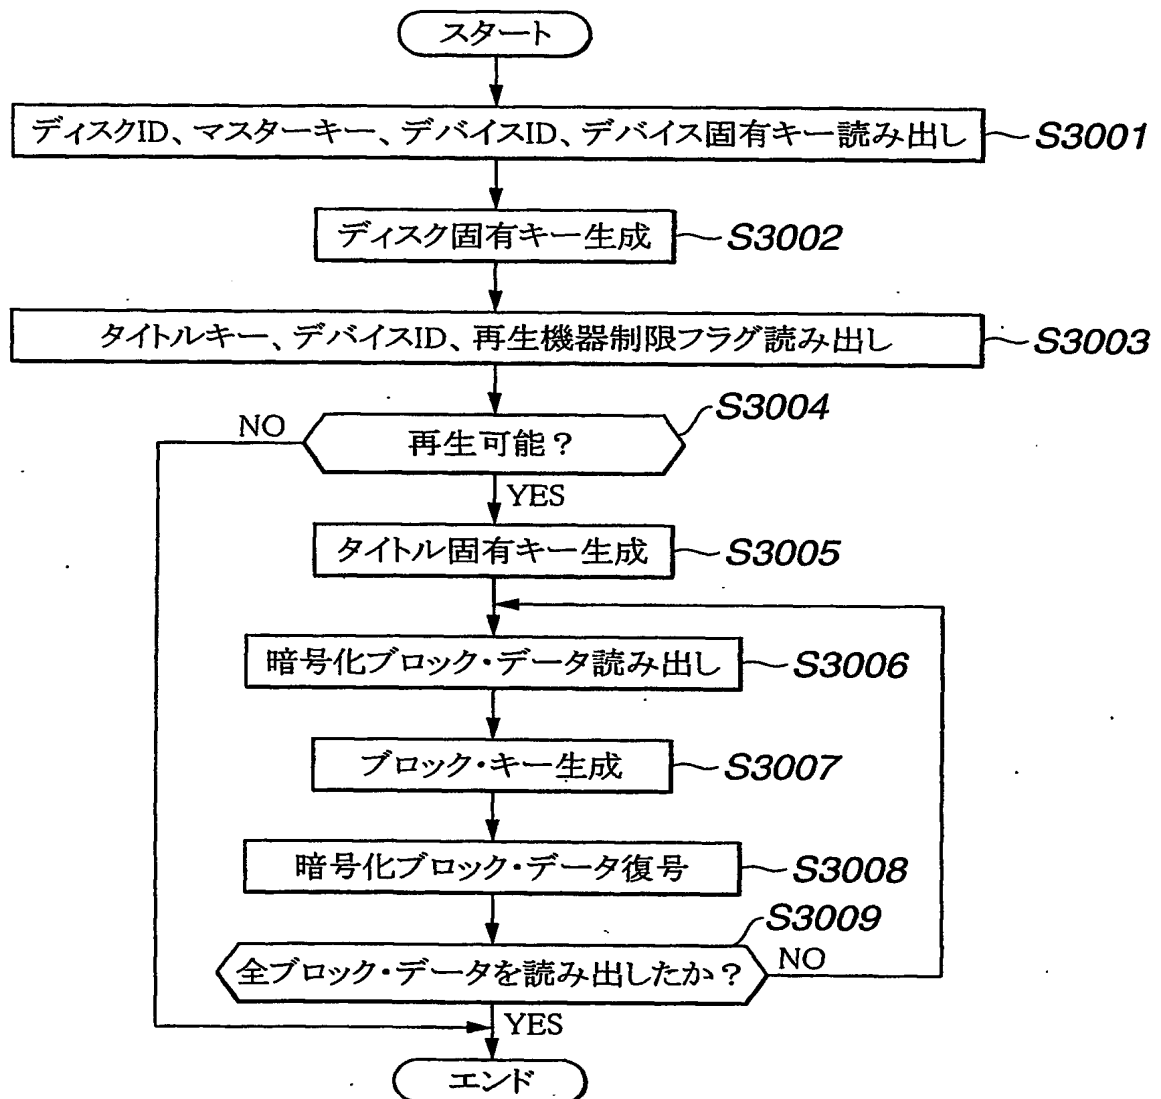 スタート
ディスクID、マスターキー、デバイスID、デバイス固有キー読み出し
S3001
ディスク固有キー生成
S3002
タイトルキー、デバイスID、再生機器制限フラグ読み出し
S3003
S3004
NO
再生可能？
YES
タイトル固有キー生成
S3005
暗号化ブロック・データ読み出し
S3006
ブロック・キー生成
S3007
暗号化ブロック・データ復号
S3008
S3009
全ブロック・データを読み出したか？
NO
YES
エンド